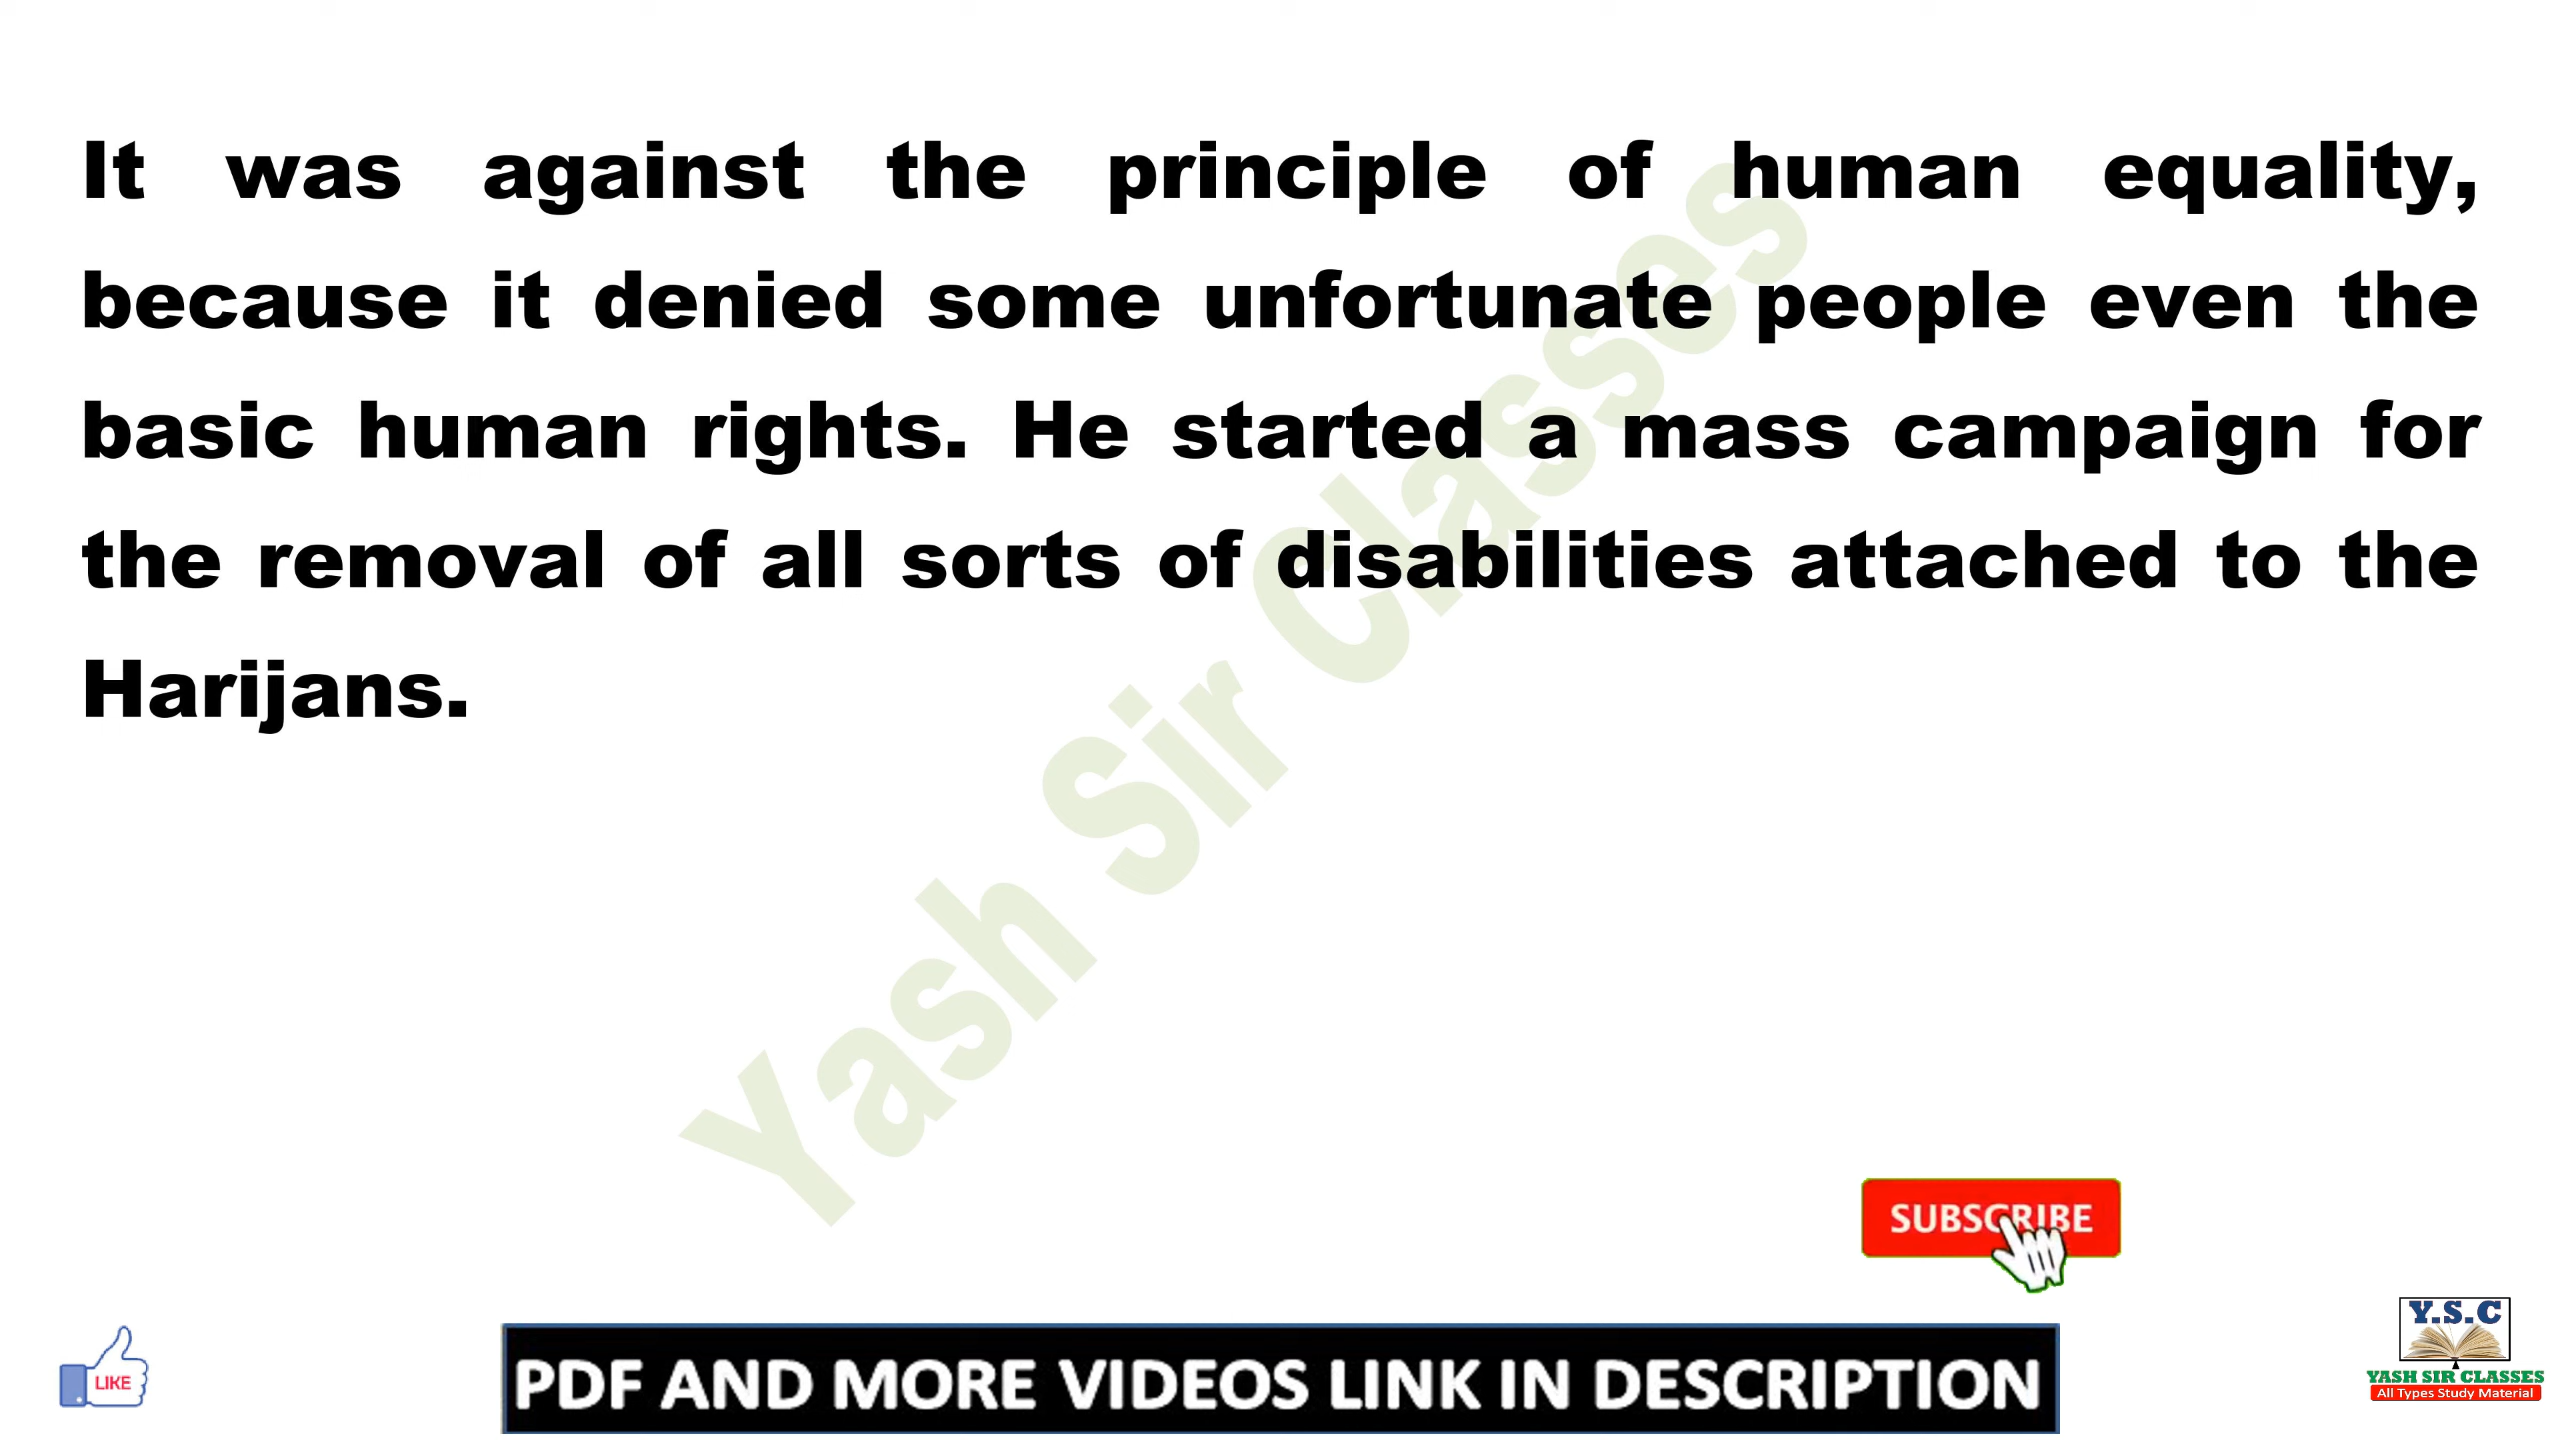 It was against the principle of human equality,
because it denied some unfortunate people even the
basic human rights. He started a mass campaign for
the removal of all sorts of disabilities attached to the
Harijans.
Yash Sir Classes
SUBSCRIBE
LIKE
PDF AND MORE VIDEOS LINK IN DESCRIPTION
Y.S.C
YASH SIR CLASSES
All Types Study Material